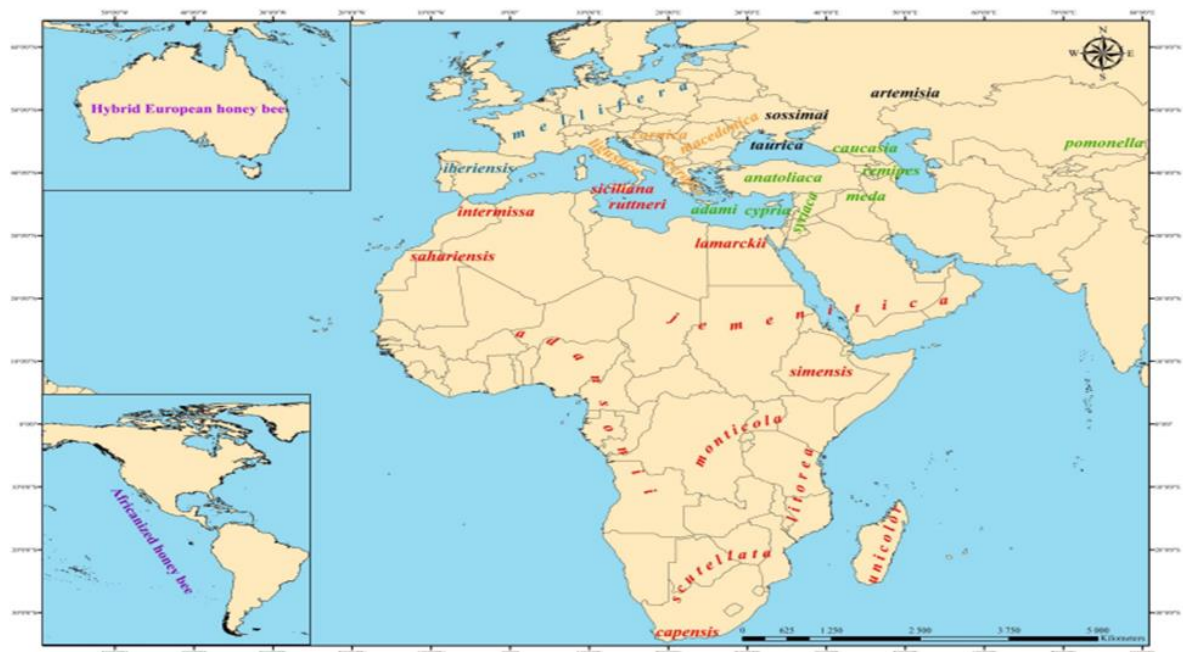 N
W E
S
Hybrid European honey bee
artemisia
mellifera
sossimai
carnica
macedonica
taurica
caucasia
pomonella
iheriensis
remipes
anatoliaca
siciliana
meda
ruttneri
intermissa
adami
cypria
syriaca
lamarckii
sahariensis
jemenitica
adansonii
simensis
monticola
litorea
Africanized honey bee
unicolor
scutellata
capensis
0 625 1 250 2 500 3 750 5 000
Kilometers